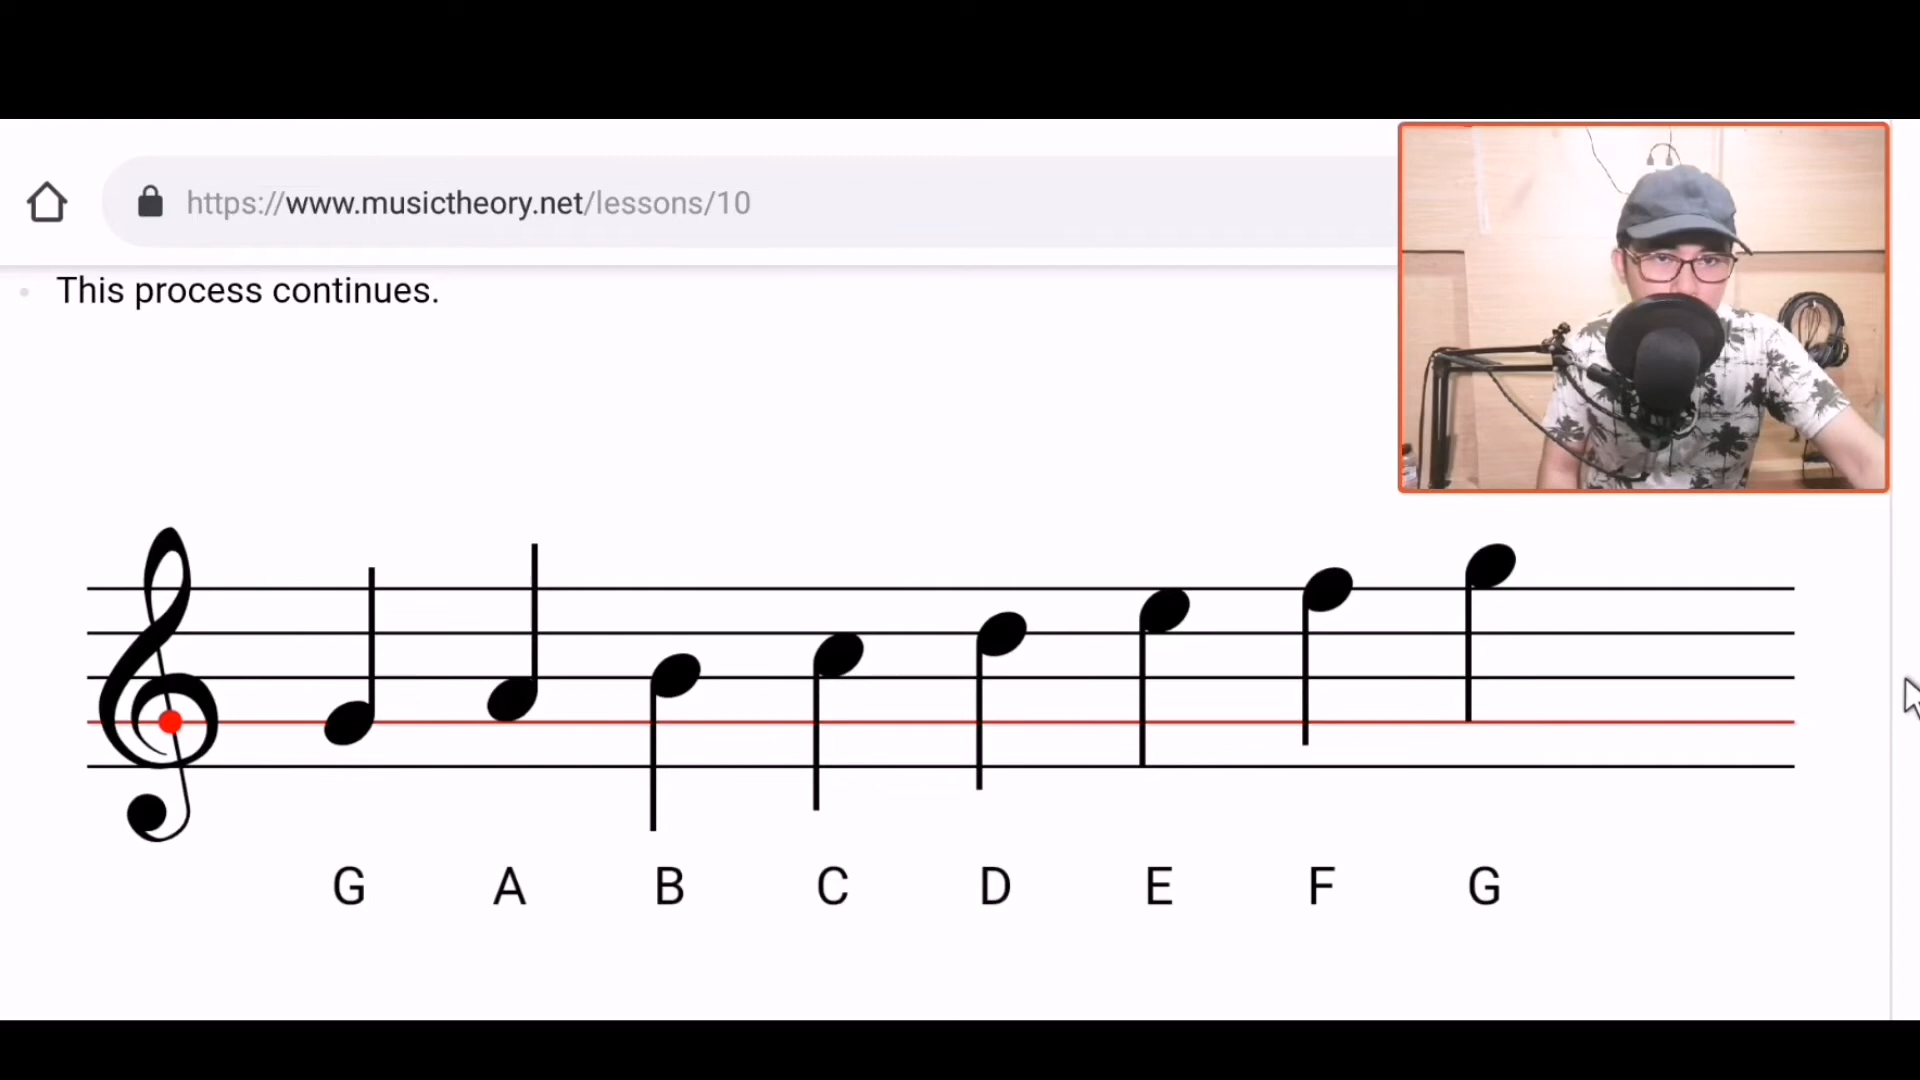 https://www.musictheory.net/lessons/10
This process continues.
G A B C D E F G